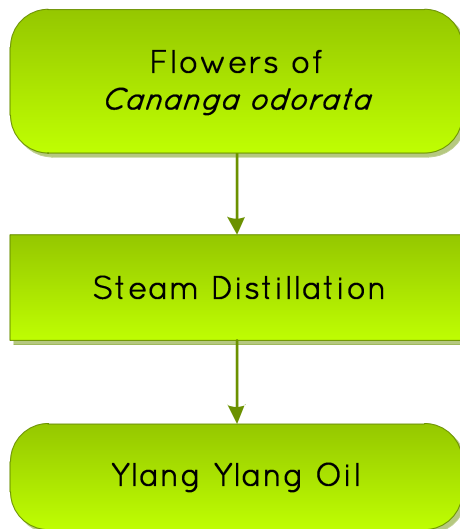 Flowers of
Cananga odorata
Steam Distillation
Ylang Ylang Oil